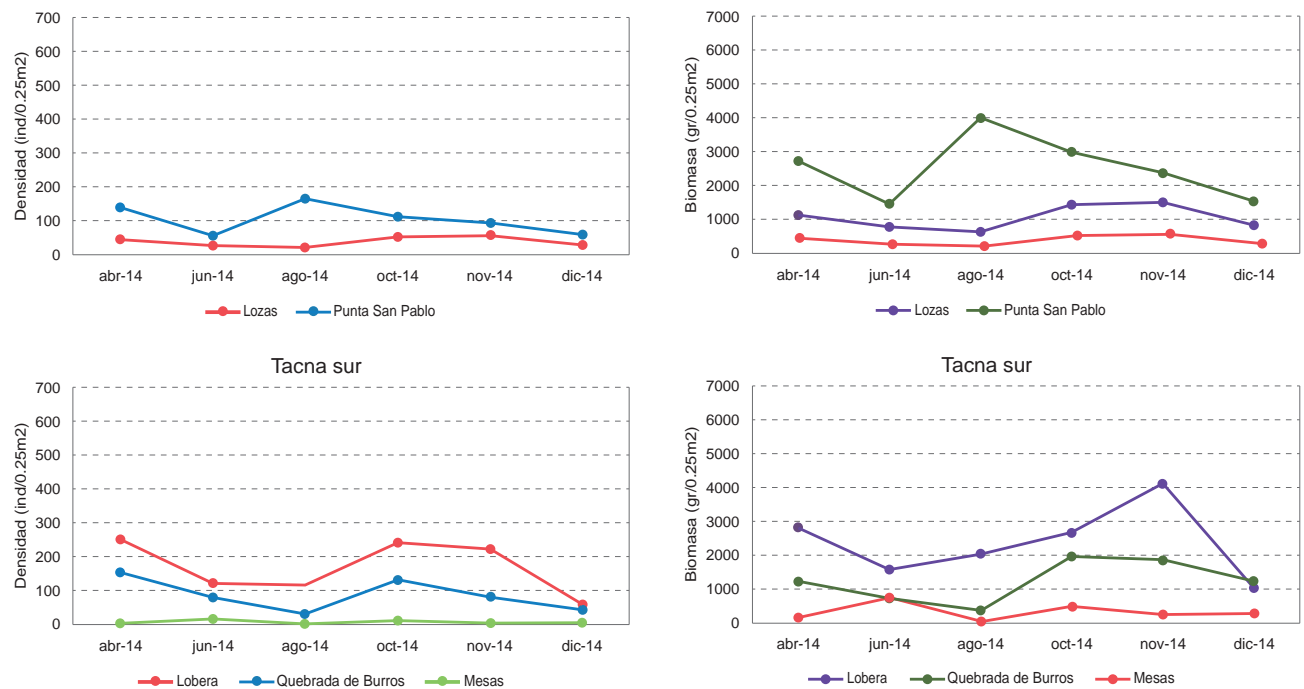 700
600
500
400
300
200
100
0
Densidad (ind/0.25m2)
abr-14 jun-14 ago-14 oct-14 nov-14 dic-14
Lozas Punta San Pablo
7000
6000
5000
4000
3000
2000
1000
0
Biomasa (gr/0.25m2)
abr-14 jun-14 ago-14 oct-14 nov-14 dic-14
Lozas Punta San Pablo
Tacna sur
700
600
500
400
300
200
100
0
Densidad (ind/0.25m2)
abr-14 jun-14 ago-14 oct-14 nov-14 dic-14
Lobera Quebrada de Burros Mesas
Tacna sur
7000
6000
5000
4000
3000
2000
1000
0
Biomasa (gr/0.25m2)
abr-14 jun-14 ago-14 oct-14 nov-14 dic-14
Lobera Quebrada de Burros Mesas